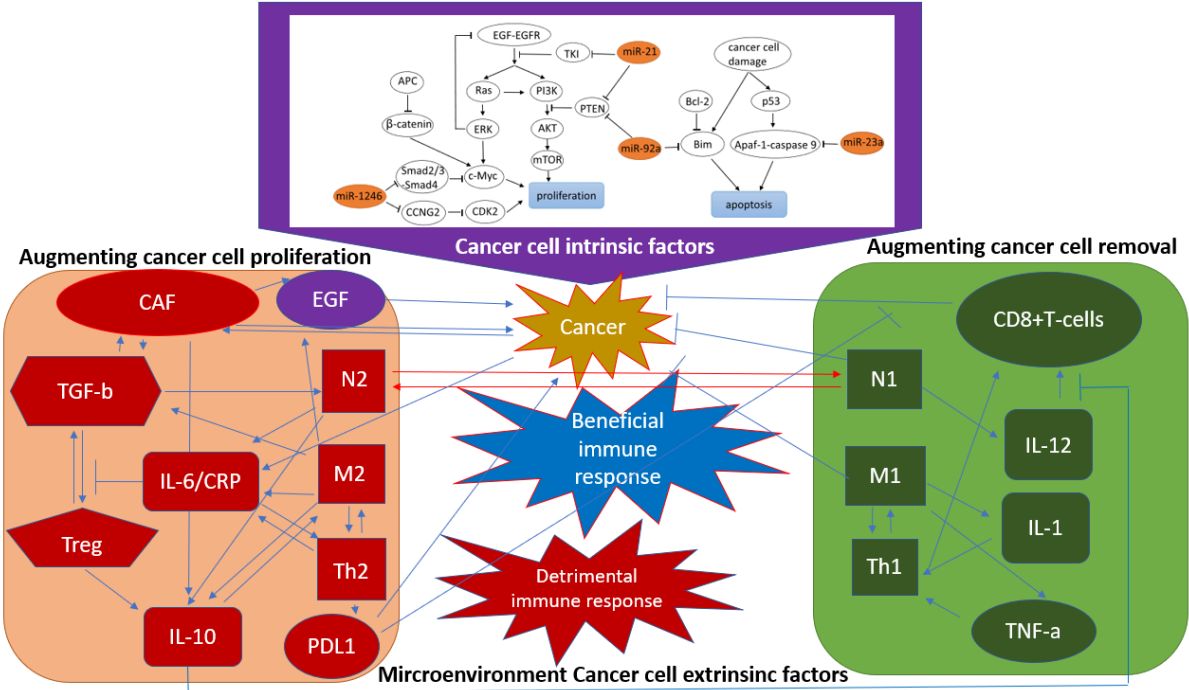 EGF-EGFR
TKI
miR-21
cancer cell
damage
APC
Ras
PI3K
PTEN
Bcl-2
p53
β-catenin
ERK
AKT
miR-92a
Bim
Apaf-1-caspase 9
miR-23a
mTOR
Smad2/3
-Smad4
c-Myc
miR-1246
proliferation
apoptosis
CCNG2
CDK2
Cancer cell intrinsic factors
Augmenting cancer cell proliferation
Augmenting cancer cell removal
CAF
EGF
Cancer
CD8+T-cells
TGF-b
N2
N1
Beneficial
immune
response
IL-12
IL-6/CRP
M2
M1
IL-1
Treg
Th2
Th1
Detrimental
immune response
IL-10
PDL1
TNF-a
Mircroenvironment Cancer cell extrinsinc factors